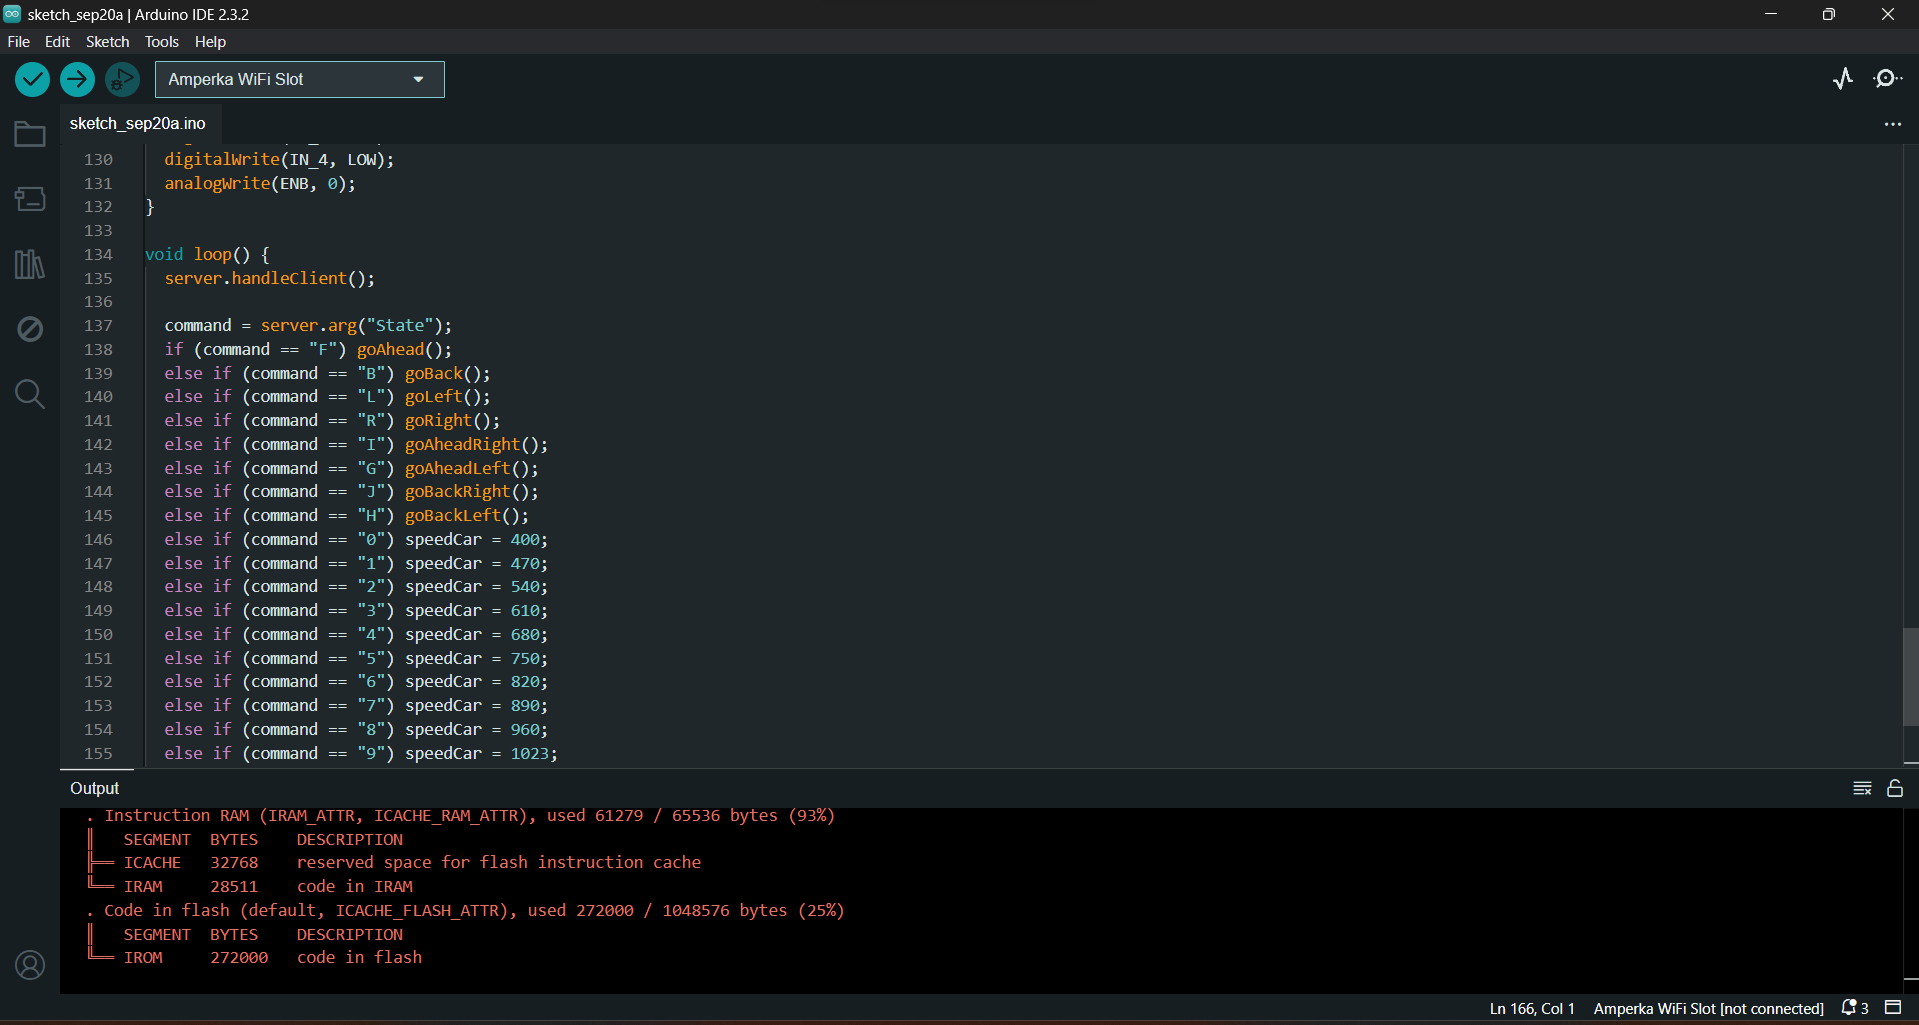 sketch_sep20a | Arduino IDE 2.3.2
File Edit Sketch Tools Help
Amperka WiFi Slot
sketch_sep20a.ino
130 digitalWrite(IN_4, LOW);
131 analogWrite(ENB, 0);
132 }
133
134 void loop() {
135 server.handleClient();
136
137 command = server.arg("State");
138 if (command == "F") goAhead();
139 else if (command == "B") goBack();
140 else if (command == "L") goLeft();
141 else if (command == "R") goRight();
142 else if (command == "I") goAheadRight();
143 else if (command == "G") goAheadLeft();
144 else if (command == "J") goBackRight();
145 else if (command == "H") goBackLeft();
146 else if (command == "0") speedCar = 400;
147 else if (command == "1") speedCar = 470;
148 else if (command == "2") speedCar = 540;
149 else if (command == "3") speedCar = 610;
150 else if (command == "4") speedCar = 680;
151 else if (command == "5") speedCar = 750;
152 else if (command == "6") speedCar = 820;
153 else if (command == "7") speedCar = 890;
154 else if (command == "8") speedCar = 960;
155 else if (command == "9") speedCar = 1023;
Output
. Instruction RAM (IRAM_ATTR, ICACHE_RAM_ATTR), used 61279 / 65536 bytes (93%)
║ SEGMENT BYTES DESCRIPTION
╠══ ICACHE 32768 reserved space for flash instruction cache
╚══ IRAM 28511 code in IRAM
. Code in flash (default, ICACHE_FLASH_ATTR), used 272000 / 1048576 bytes (25%)
║ SEGMENT BYTES DESCRIPTION
╚══ IROM 272000 code in flash
Ln 166, Col 1 Amperka WiFi Slot [not connected] 3